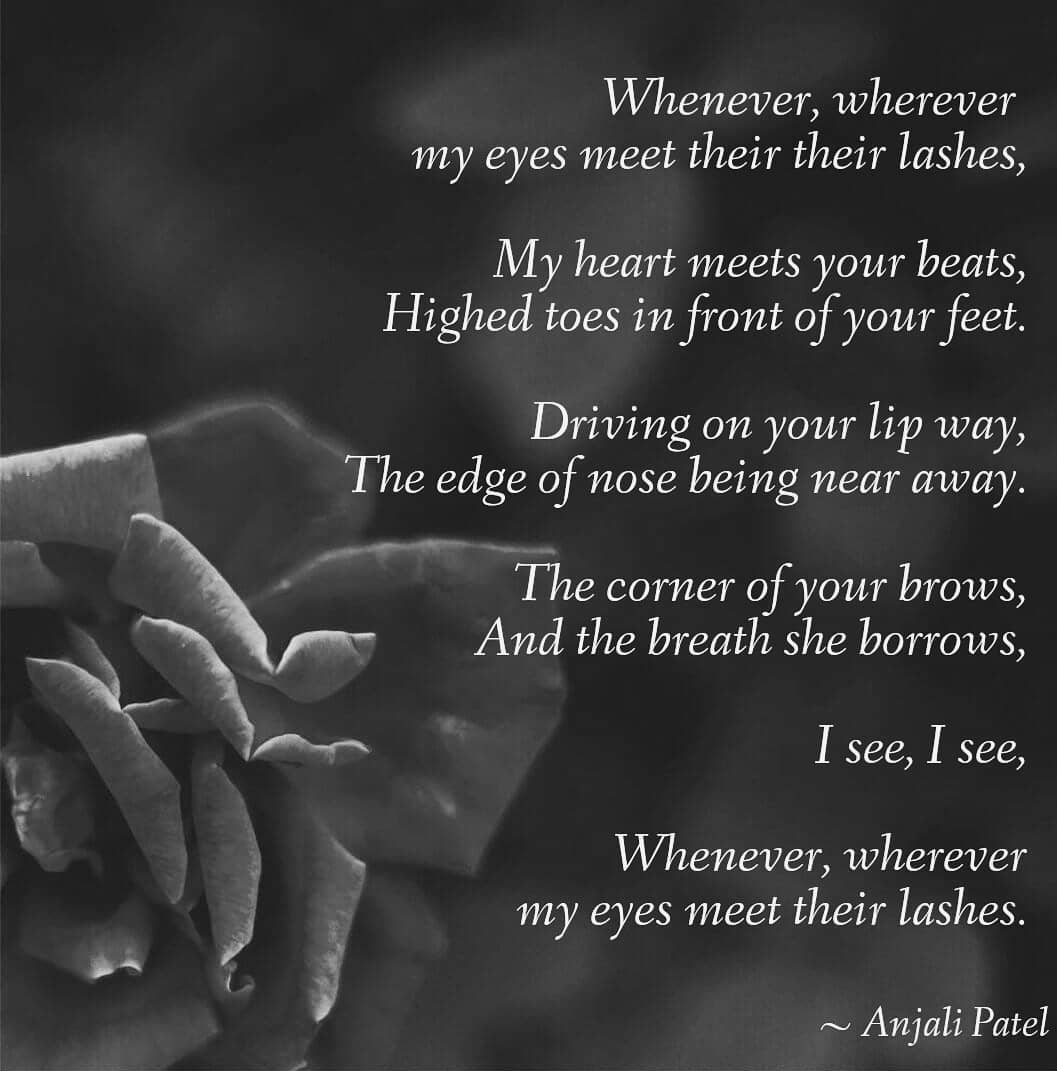 Whenever, wherever
my eyes meet their their lashes,
My heart meets your beats,
Highed toes in front of your feet.
Driving on your lip way,
The edge of nose being near away.
The corner of your brows,
And the breath she borrows,
I see, I see,
Whenever, wherever
my eyes meet their lashes.
~ Anjali Patel